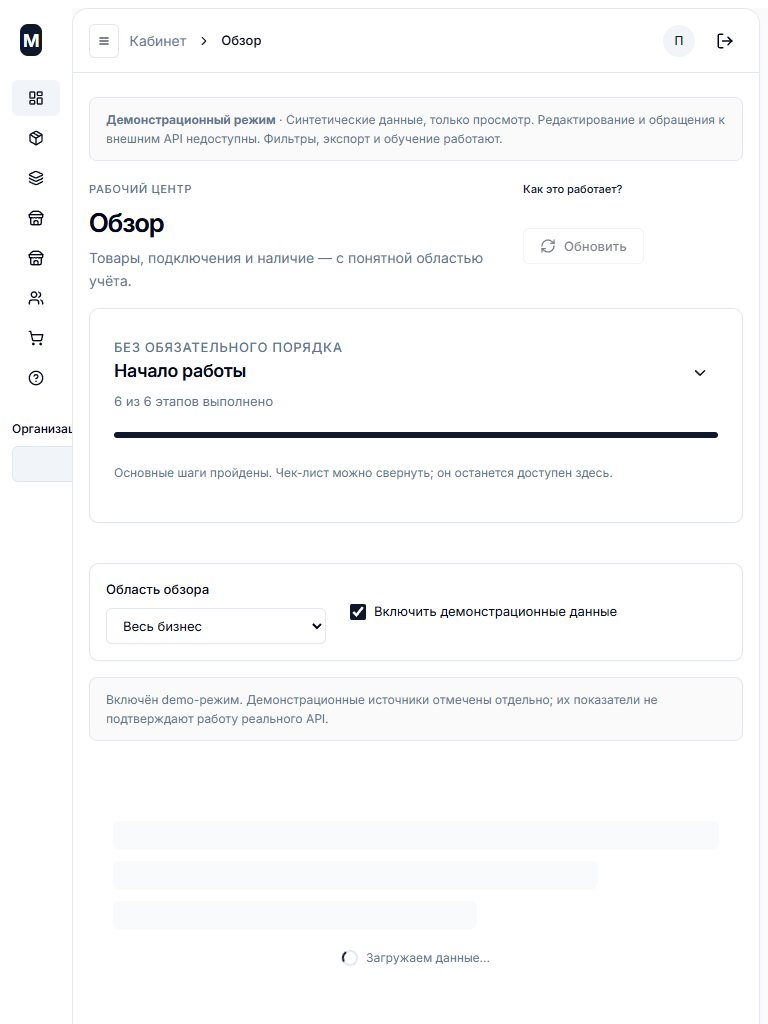 M
Кабинет > Обзор
П
Демонстрационный режим · Синтетические данные, только просмотр. Редактирование и обращения к
внешним API недоступны. Фильтры, экспорт и обучение работают.
РАБОЧИЙ ЦЕНТР
Как это работает?
Обзор
Обновить
Товары, подключения и наличие — с понятной областью
учёта.
БЕЗ ОБЯЗАТЕЛЬНОГО ПОРЯДКА
Начало работы
6 из 6 этапов выполнено
Организац
Основные шаги пройдены. Чек-лист можно свернуть; он останется доступен здесь.
Область обзора
Весь бизнес
Включить демонстрационные данные
Включён demo-режим. Демонстрационные источники отмечены отдельно; их показатели не
подтверждают работу реального API.
Загружаем данные...